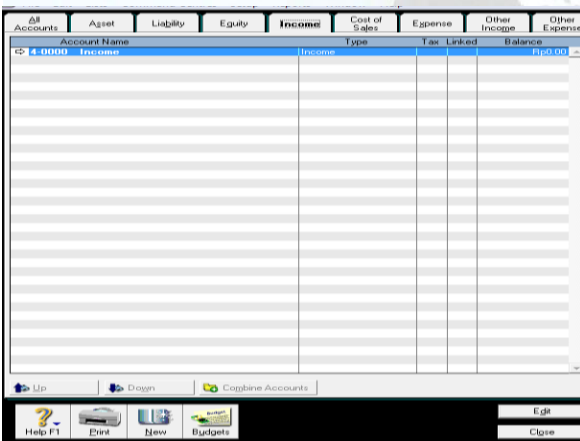 All Accounts Asset Liability Equity Income Cost of Sales Expense Other Income Other Expense
Account Name Type Tax Linked Balance
4-0000 Income Income Rp0.00
Up Down Combine Accounts
Edit
Help F1 Print New Budgets
Close